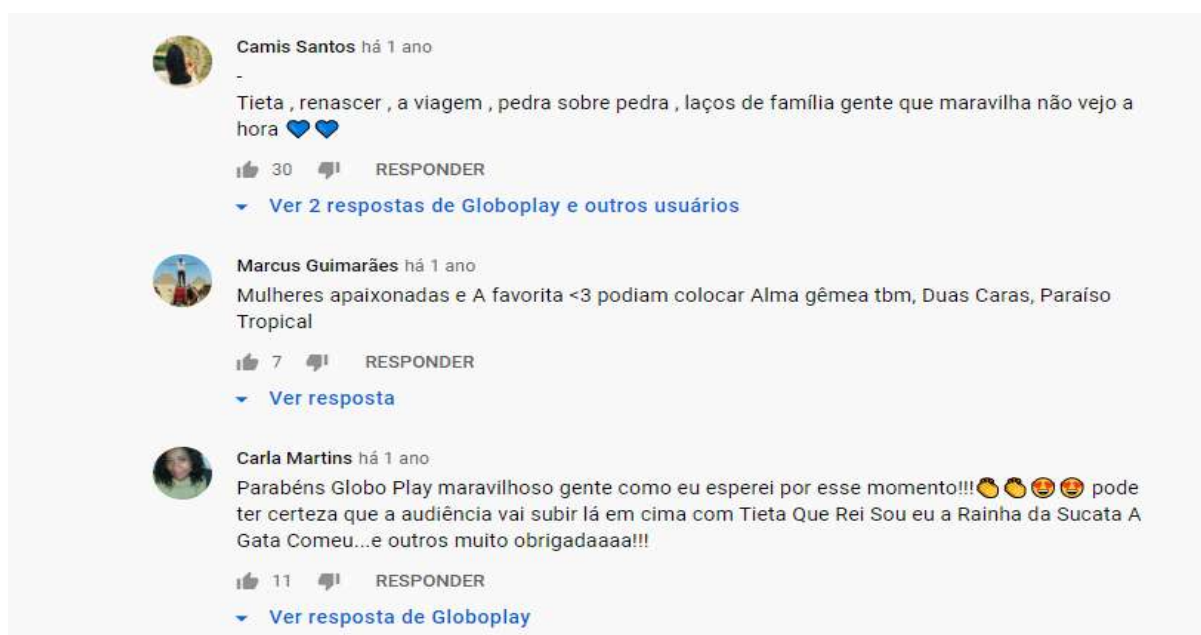 Camis Santos há 1 ano
-
Tieta , renascer , a viagem , pedra sobre pedra , laços de família gente que maravilha não vejo a
hora 💙💙
30 RESPONDER
Ver 2 respostas de Globoplay e outros usuários
Marcus Guimarães há 1 ano
Mulheres apaixonadas e A favorita <3 podiam colocar Alma gêmea tbm, Duas Caras, Paraíso
Tropical
7 RESPONDER
Ver resposta
Carla Martins há 1 ano
Parabéns Globo Play maravilhoso gente como eu esperei por esse momento!!!👏👏🤩🤩 pode
ter certeza que a audiência vai subir lá em cima com Tieta Que Rei Sou eu a Rainha da Sucata A
Gata Comeu...e outros muito obrigadaaaa!!!
11 RESPONDER
Ver resposta de Globoplay